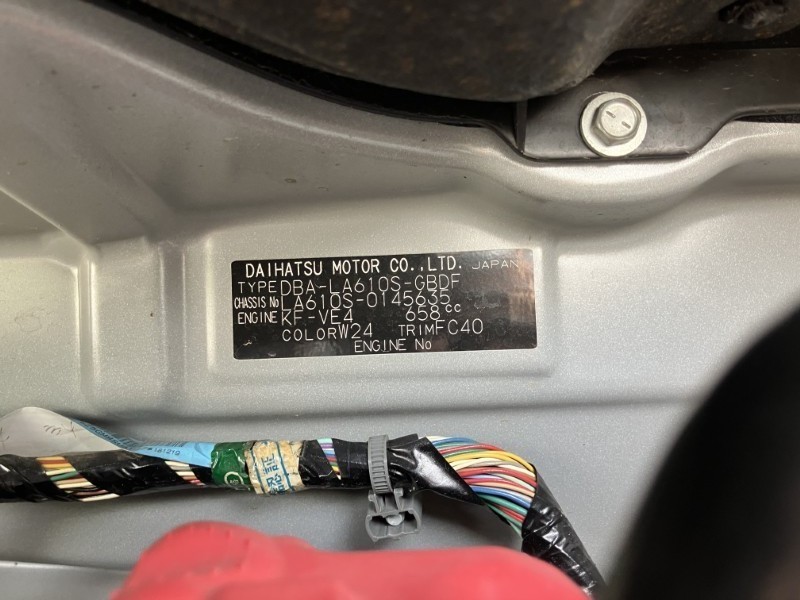 DAIHATSU MOTOR CO.,LTD. JAPAN
TYPE DBA-LA610S-GBDF
CHASSIS No LA610S-0145635
ENGINE KF-VE4 658cc
COLOR W24 TRIM FC40
ENGINE No